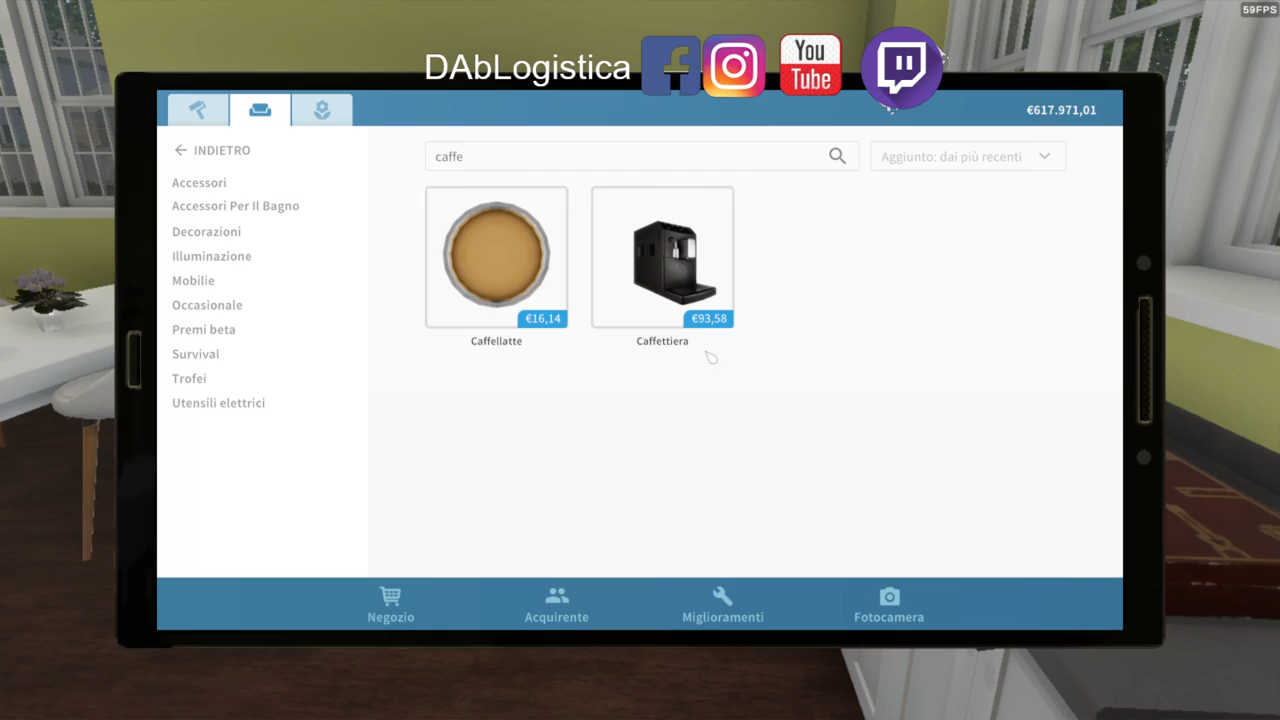 59FPS
DAbLogistica
You
Tube
€617.971,01
INDIETRO
caffe
Aggiunto: dai più recenti
Accessori
Accessori Per Il Bagno
Decorazioni
Illuminazione
Mobilie
Occasionale
Premi beta
Survival
Trofei
Utensili elettrici
€16,14
€93,58
Caffellatte
Caffettiera
Negozio
Acquirente
Miglioramenti
Fotocamera